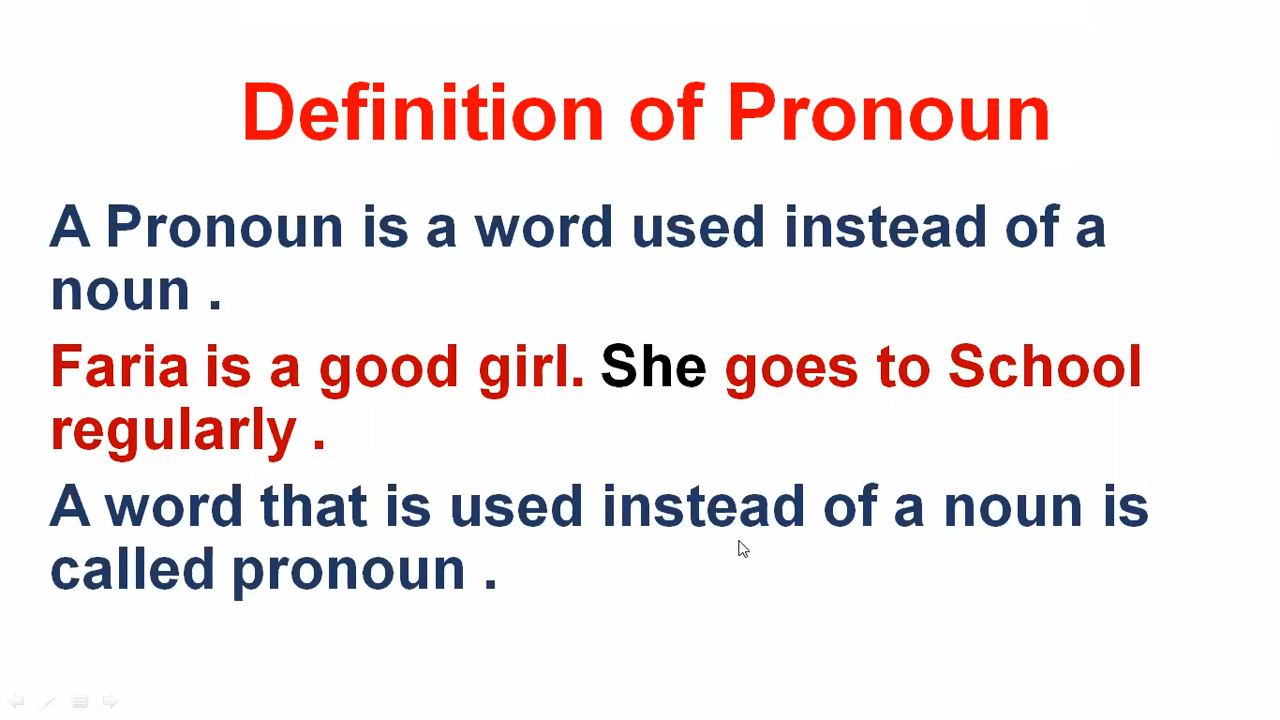 Definition of Pronoun
A Pronoun is a word used instead of a
noun .
Faria is a good girl. She goes to School
regularly .
A word that is used instead of a noun is
called pronoun .